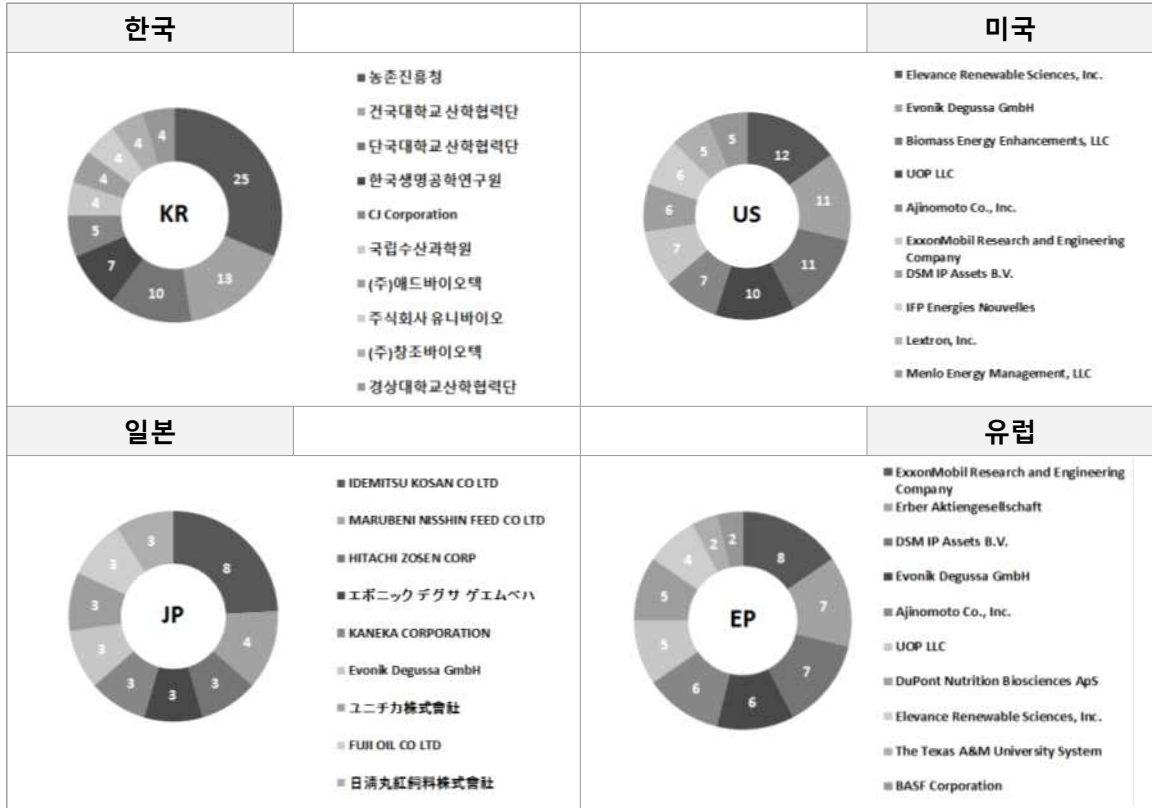 한국
미국
KR
25
13
10
7
5
4
4
4
4
4
농촌진흥청
건국대학교 산학협력단
단국대학교 산학협력단
한국생명공학연구원
CJ Corporation
국립수산과학원
(주)애드바이오텍
주식회사 유니바이오
(주)창조바이오텍
경상대학교산학협력단
US
12
11
11
10
7
7
6
6
5
5
Elevance Renewable Sciences, Inc.
Evonik Degussa GmbH
Biomass Energy Enhancements, LLC
UOP LLC
Ajinomoto Co., Inc.
ExxonMobil Research and Engineering
Company
DSM IP Assets B.V.
IFP Energies Nouvelles
Lextron, Inc.
Menlo Energy Management, LLC
일본
유럽
JP
8
4
3
3
3
3
3
3
3
IDEMITSU KOSAN CO LTD
MARUBENI NISSHIN FEED CO LTD
HITACHI ZOSEN CORP
エボニック デグサ ゲエムベハ
KANEKA CORPORATION
Evonik Degussa GmbH
ユニチカ株式會社
FUJI OIL CO LTD
日淸丸紅飼料株式會社
EP
8
7
7
6
6
5
5
4
2
2
ExxonMobil Research and Engineering
Company
Erber Aktiengesellschaft
DSM IP Assets B.V.
Evonik Degussa GmbH
Ajinomoto Co., Inc.
UOP LLC
DuPont Nutrition Biosciences ApS
Elevance Renewable Sciences, Inc.
The Texas A&M University System
BASF Corporation